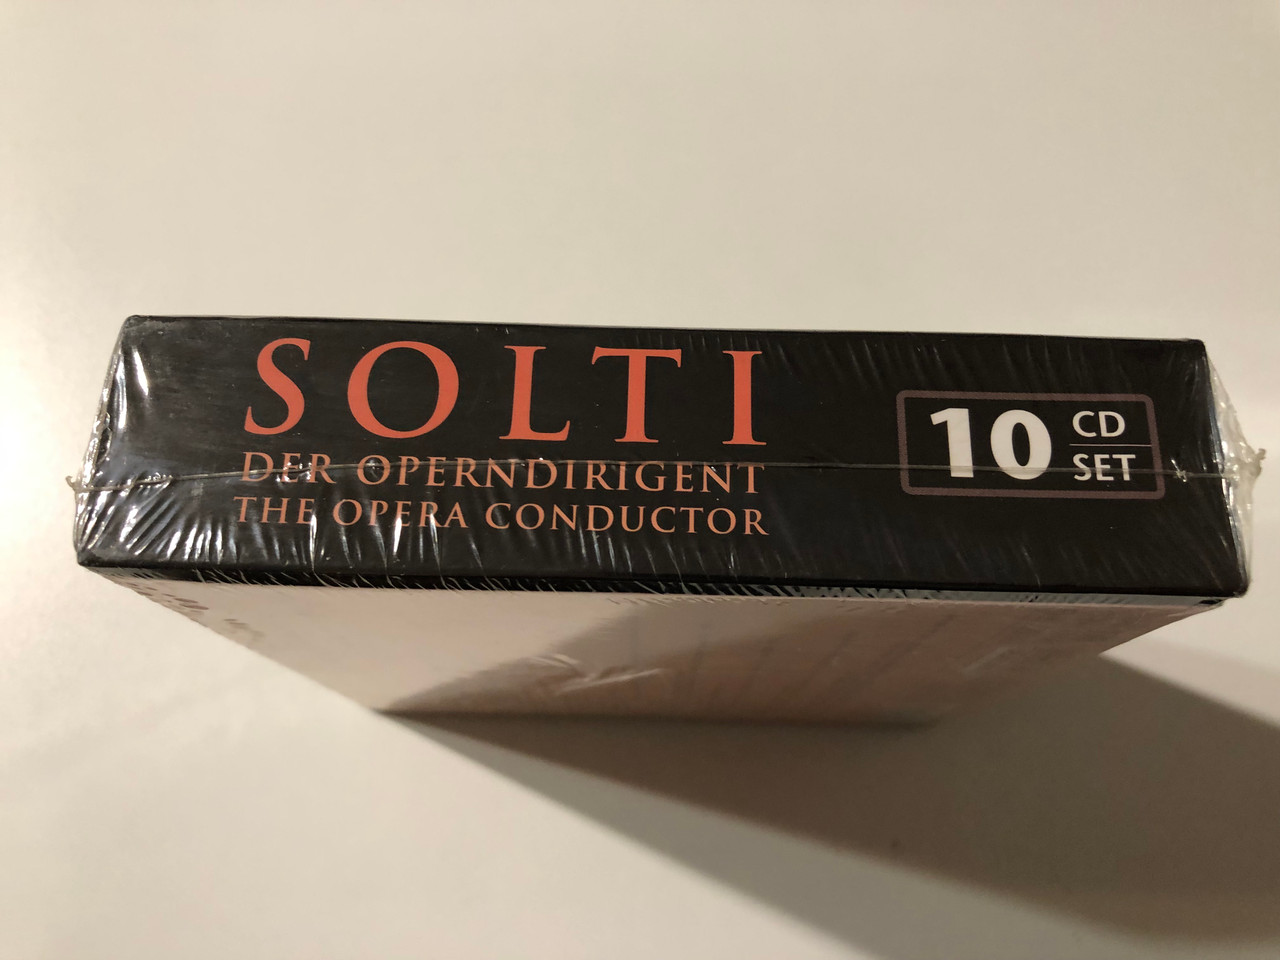 SOLTI
DER OPERNDIRIGENT
THE OPERA CONDUCTOR
10 CD SET